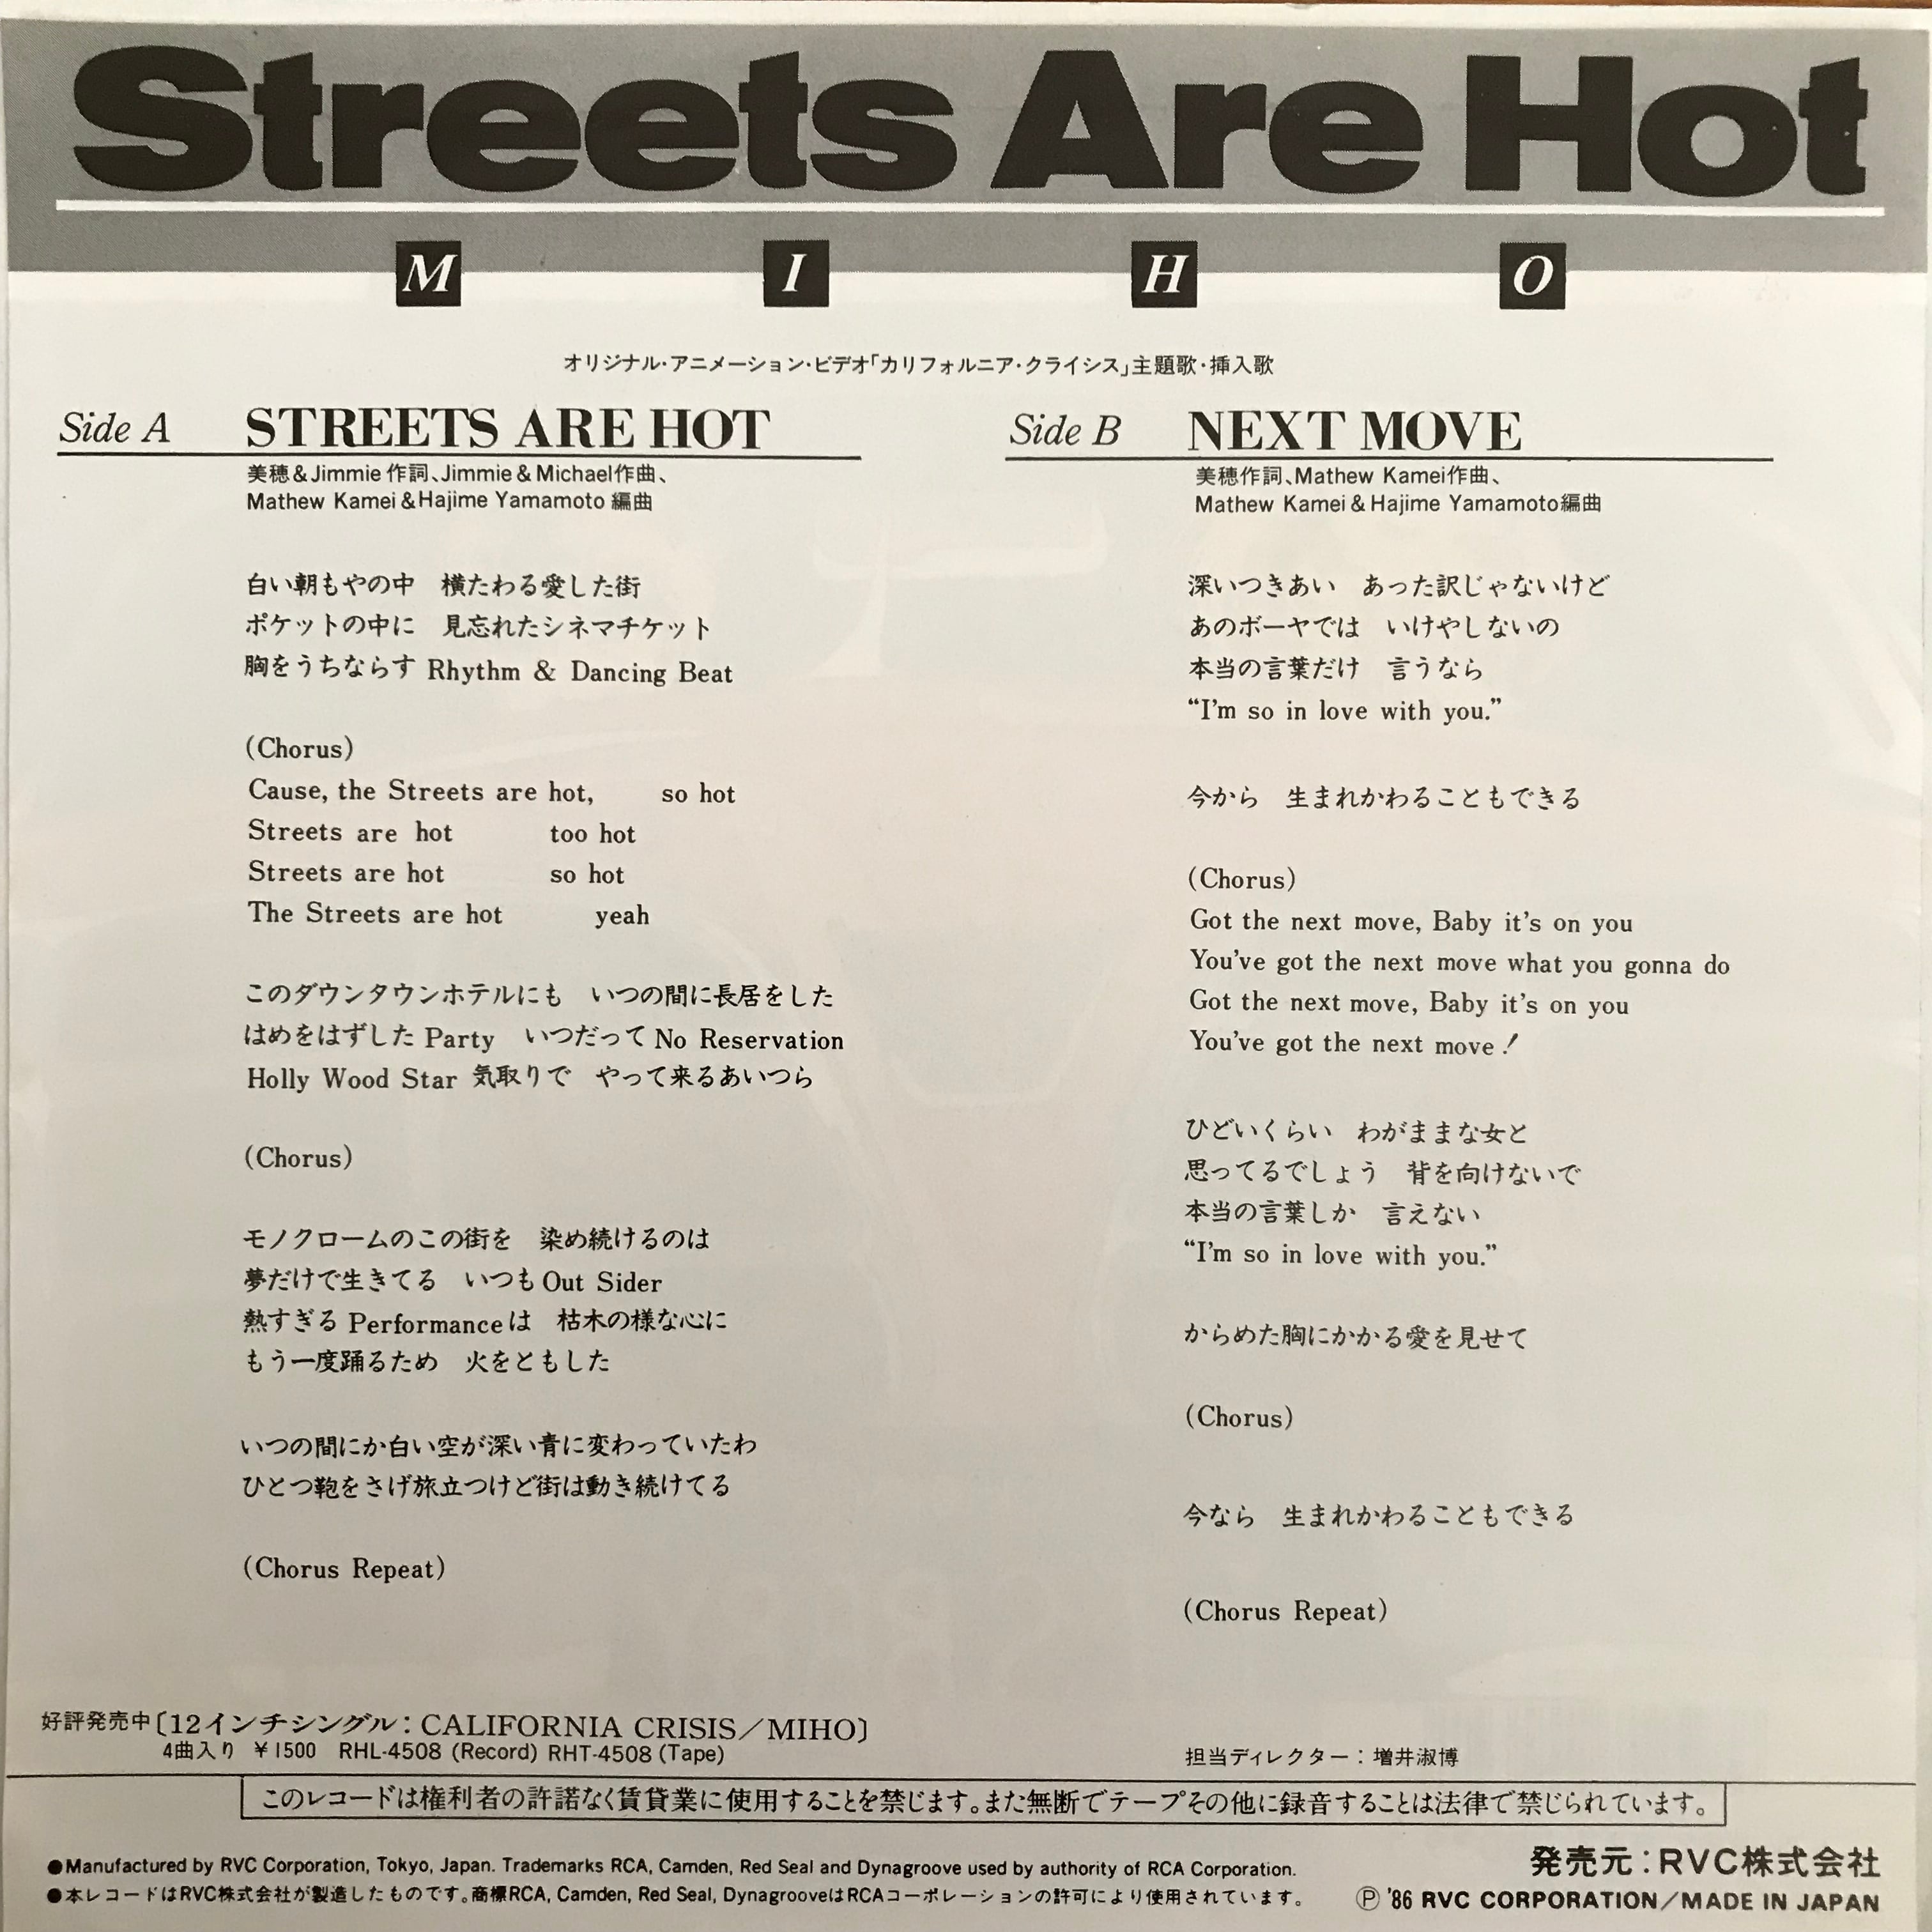 Streets Are Hot
M I H O
オリジナル・アニメーション・ビデオ「カリフォルニア・クライシス」主題歌・挿入歌
Side A STREETS ARE HOT
美穂&Jimmie作詞、Jimmie&Michael作曲、
Mathew Kamei&Hajime Yamamoto 編曲
白い朝もやの中　横たわる愛した街
ポケットの中に　見忘れたシネマチケット
胸をうちならす Rhythm & Dancing Beat
(Chorus)
Cause, the Streets are hot, so hot
Streets are hot too hot
Streets are hot so hot
The Streets are hot yeah
このダウンタウンホテルにも　いつの間に長居をした
はめをはずした Party　いつだって No Reservation
Holly Wood Star 気取りで　やって来るあいつら
(Chorus)
モノクロームのこの街を　染め続けるのは
夢だけで生きてる　いつも Out Sider
熱すぎる Performanceは　枯木の様な心に
もう一度踊るため　火をともした
いつの間にか白い空が深い青に変わっていたわ
ひとつ鞄をさげ旅立つけど街は動き続けてる
(Chorus Repeat)
Side B NEXT MOVE
美穂作詞、Mathew Kamei作曲、
Mathew Kamei&Hajime Yamamoto編曲
深いつきあい　あった訳じゃないけど
あのボーヤでは　いけやしないの
本当の言葉だけ　言うなら
“I'm so in love with you.”
今から　生まれかわることもできる
(Chorus)
Got the next move, Baby it's on you
You've got the next move what you gonna do
Got the next move, Baby it's on you
You've got the next move!
ひどいくらい　わがままな女と
思ってるでしょう　背を向けないで
本当の言葉しか　言えない
“I'm so in love with you.”
からめた胸にかかる愛を見せて
(Chorus)
今なら　生まれかわることもできる
(Chorus Repeat)
好評発売中〔12インチシングル：CALIFORNIA CRISIS／MIHO〕
4曲入り ￥1500 RHL-4508 (Record) RHT-4508 (Tape)
担当ディレクター：増井淑博
このレコードは権利者の許諾なく賃貸業に使用することを禁じます。また無断でテープその他に録音することは法律で禁じられています。
●Manufactured by RVC Corporation, Tokyo, Japan. Trademarks RCA, Camden, Red Seal and Dynagroove used by authority of RCA Corporation.
●本レコードはRVC株式会社が製造したものです。商標RCA, Camden, Red Seal, DynagrooveはRCAコーポレーションの許可により使用されています。
発売元：RVC株式会社
Ⓟ '86 RVC CORPORATION／MADE IN JAPAN